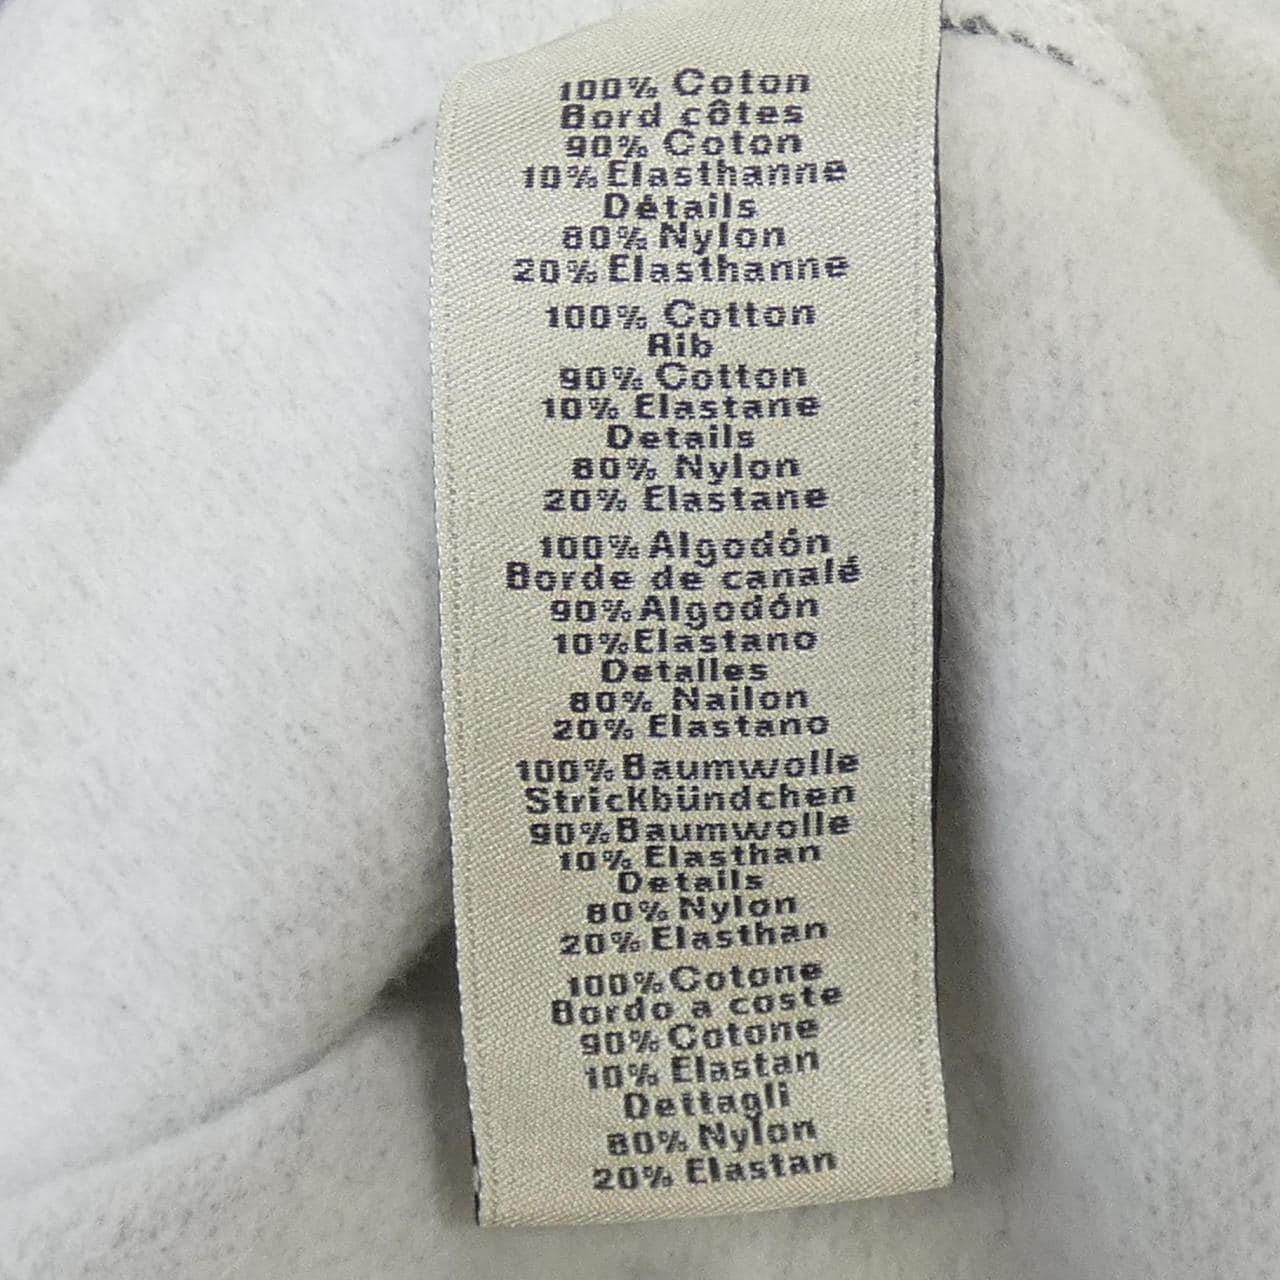 100% Coton
Bord côtes
90% Coton
10% Elasthanne
Détails
80% Nylon
20% Elasthanne
100% Cotton
Rib
90% Cotton
10% Elastane
Details
80% Nylon
20% Elastane
100% Algodón
Borde de canalé
90% Algodón
10% Elastano
Detalles
80% Nailon
20% Elastano
100% Baumwolle
Strickbündchen
90% Baumwolle
10% Elasthan
Details
80% Nylon
20% Elasthan
100% Cotone
Bordo a coste
90% Cotone
10% Elastan
Dettagli
80% Nylon
20% Elastan